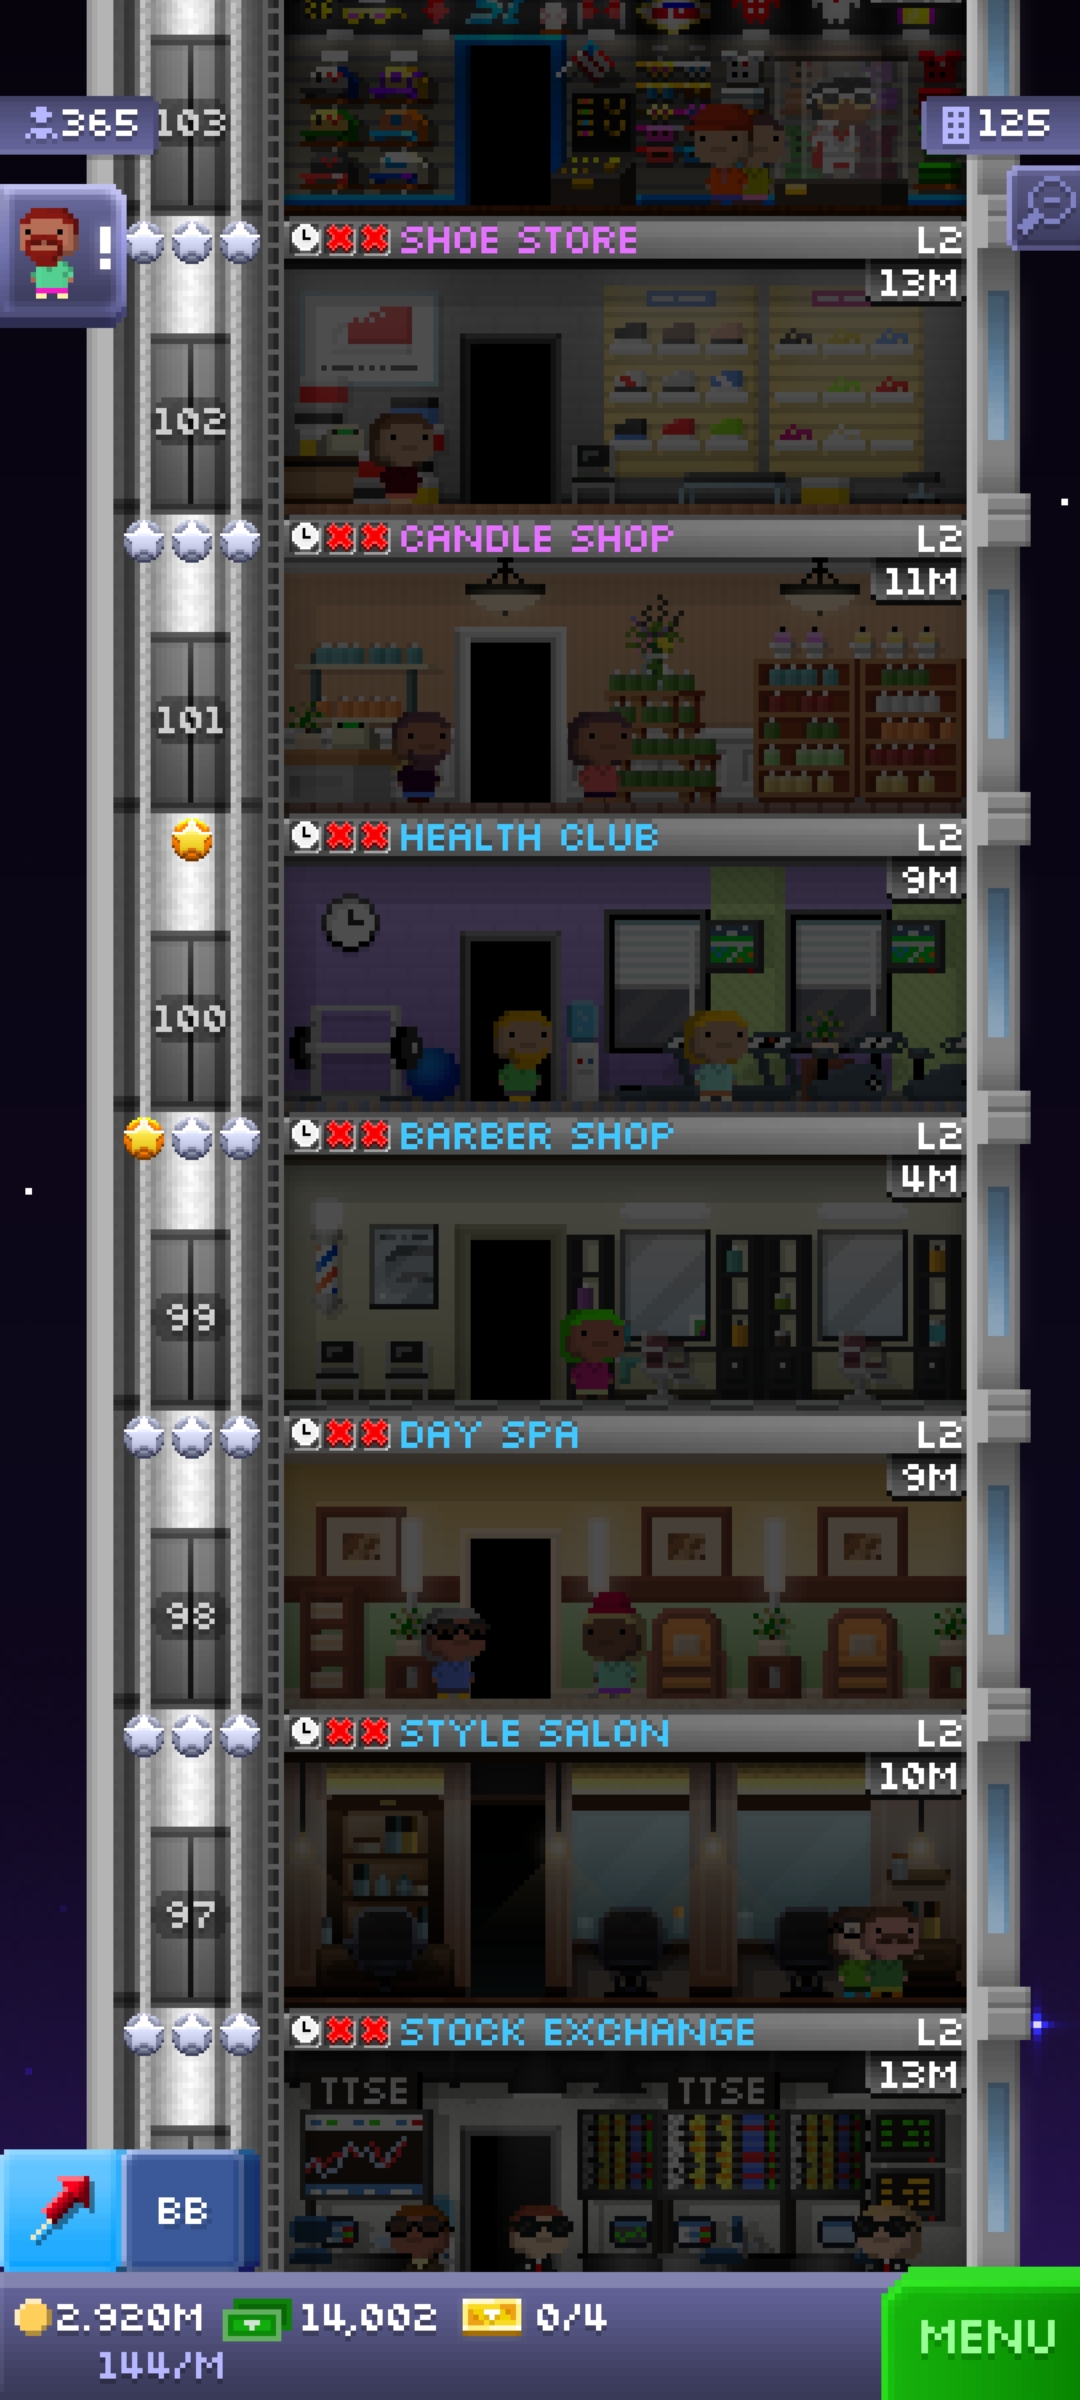 365
103
125
!
SHOE STORE
L2
13M
102
CANDLE SHOP
L2
11M
101
HEALTH CLUB
L2
9M
100
BARBER SHOP
L2
4M
99
DAY SPA
L2
9M
98
STYLE SALON
L2
10M
97
STOCK EXCHANGE
L2
13M
TTSE
TTSE
BB
2.920M
14,002
0/4
144/M
MENU